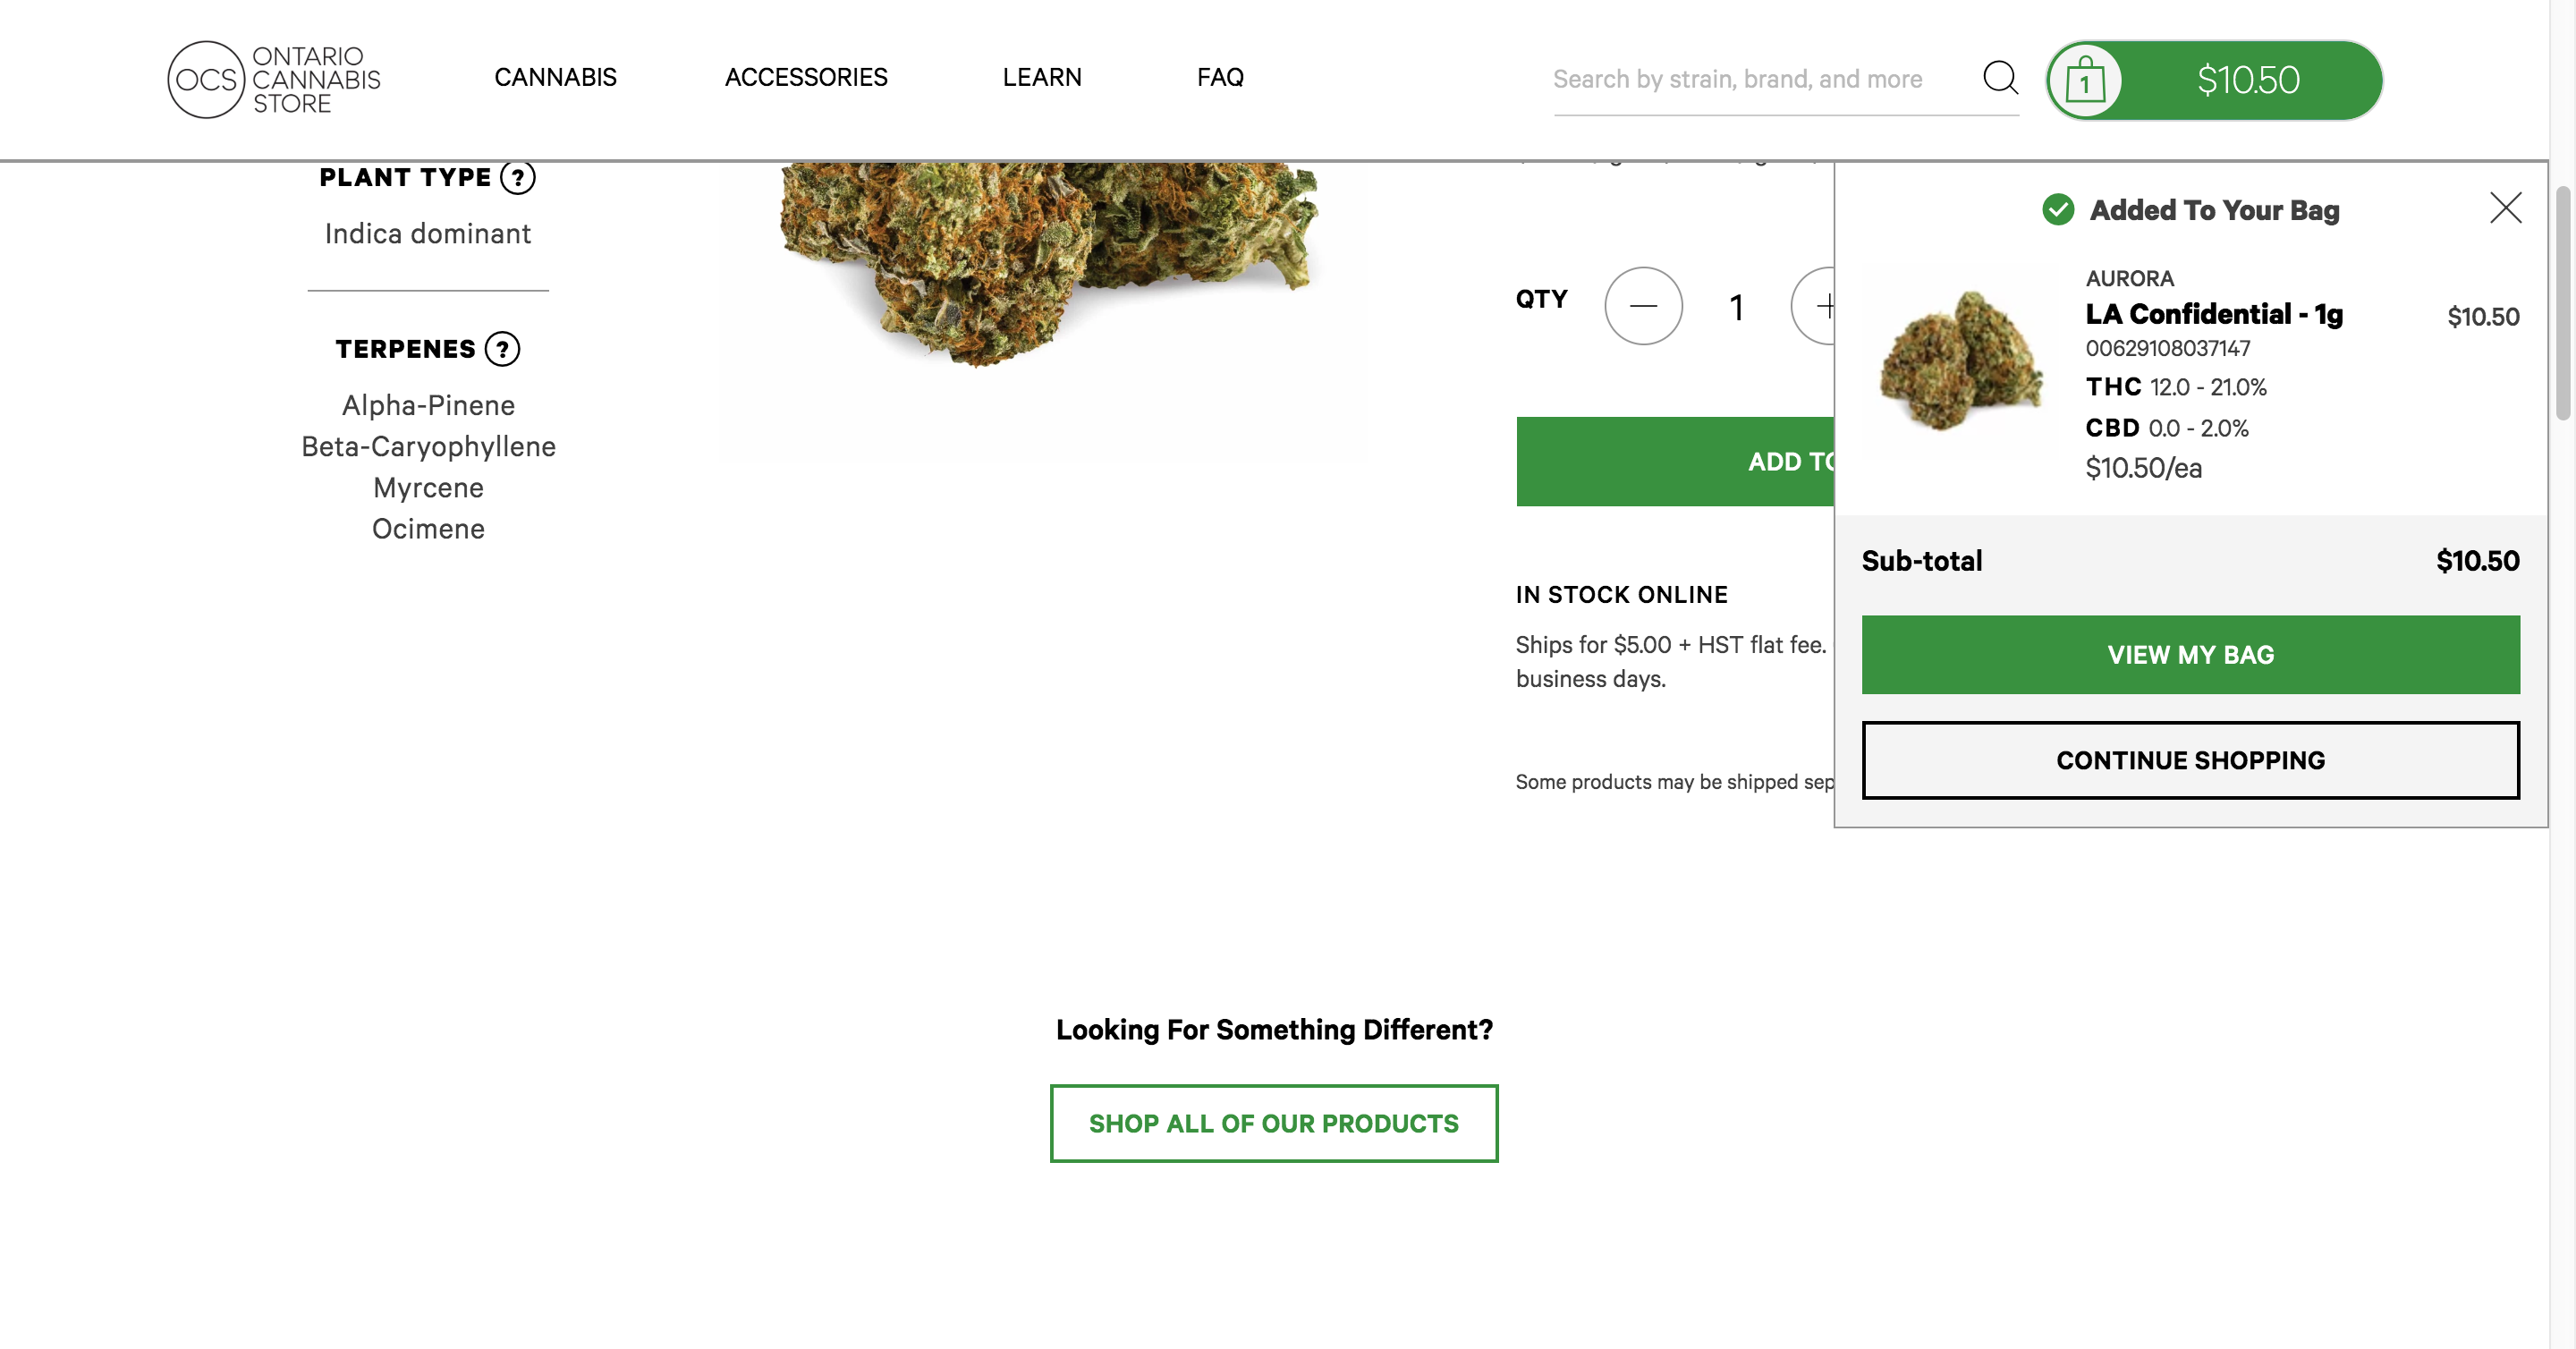 OCS ONTARIO CANNABIS STORE
CANNABIS
ACCESSORIES
LEARN
FAQ
Search by strain, brand, and more
1
$10.50
PLANT TYPE ?
Indica dominant
TERPENES ?
Alpha-Pinene
Beta-Caryophyllene
Myrcene
Ocimene
QTY
1
ADD TO
IN STOCK ONLINE
Ships for $5.00 + HST flat fee.
business days.
Some products may be shipped sep
Added To Your Bag
AURORA
LA Confidential - 1g
$10.50
00629108037147
THC 12.0 - 21.0%
CBD 0.0 - 2.0%
$10.50/ea
Sub-total
$10.50
VIEW MY BAG
CONTINUE SHOPPING
Looking For Something Different?
SHOP ALL OF OUR PRODUCTS